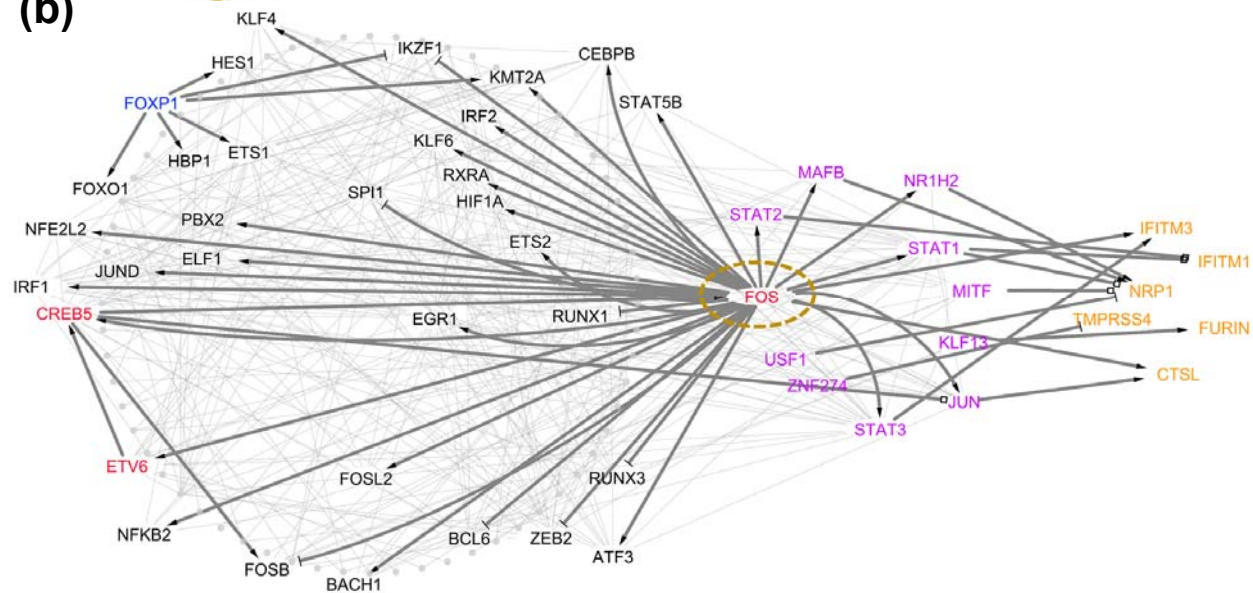 (b)
KLF4
IKZF1
CEBPB
HES1
KMT2A
FOXP1
STAT5B
IRF2
KLF6
ETS1
HBP1
RXRA
MAFB
NR1H2
FOXO1
SPI1
HIF1A
STAT2
PBX2
NFE2L2
IFITM3
ETS2
STAT1
ELF1
IFITM1
JUND
IRF1
FOS
MITF
NRP1
CREB5
EGR1
RUNX1
TMPRSS4
FURIN
KLF13
USF1
CTSL
ZNF274
JUN
STAT3
ETV6
FOSL2
RUNX3
NFKB2
BCL6
ZEB2
ATF3
FOSB
BACH1